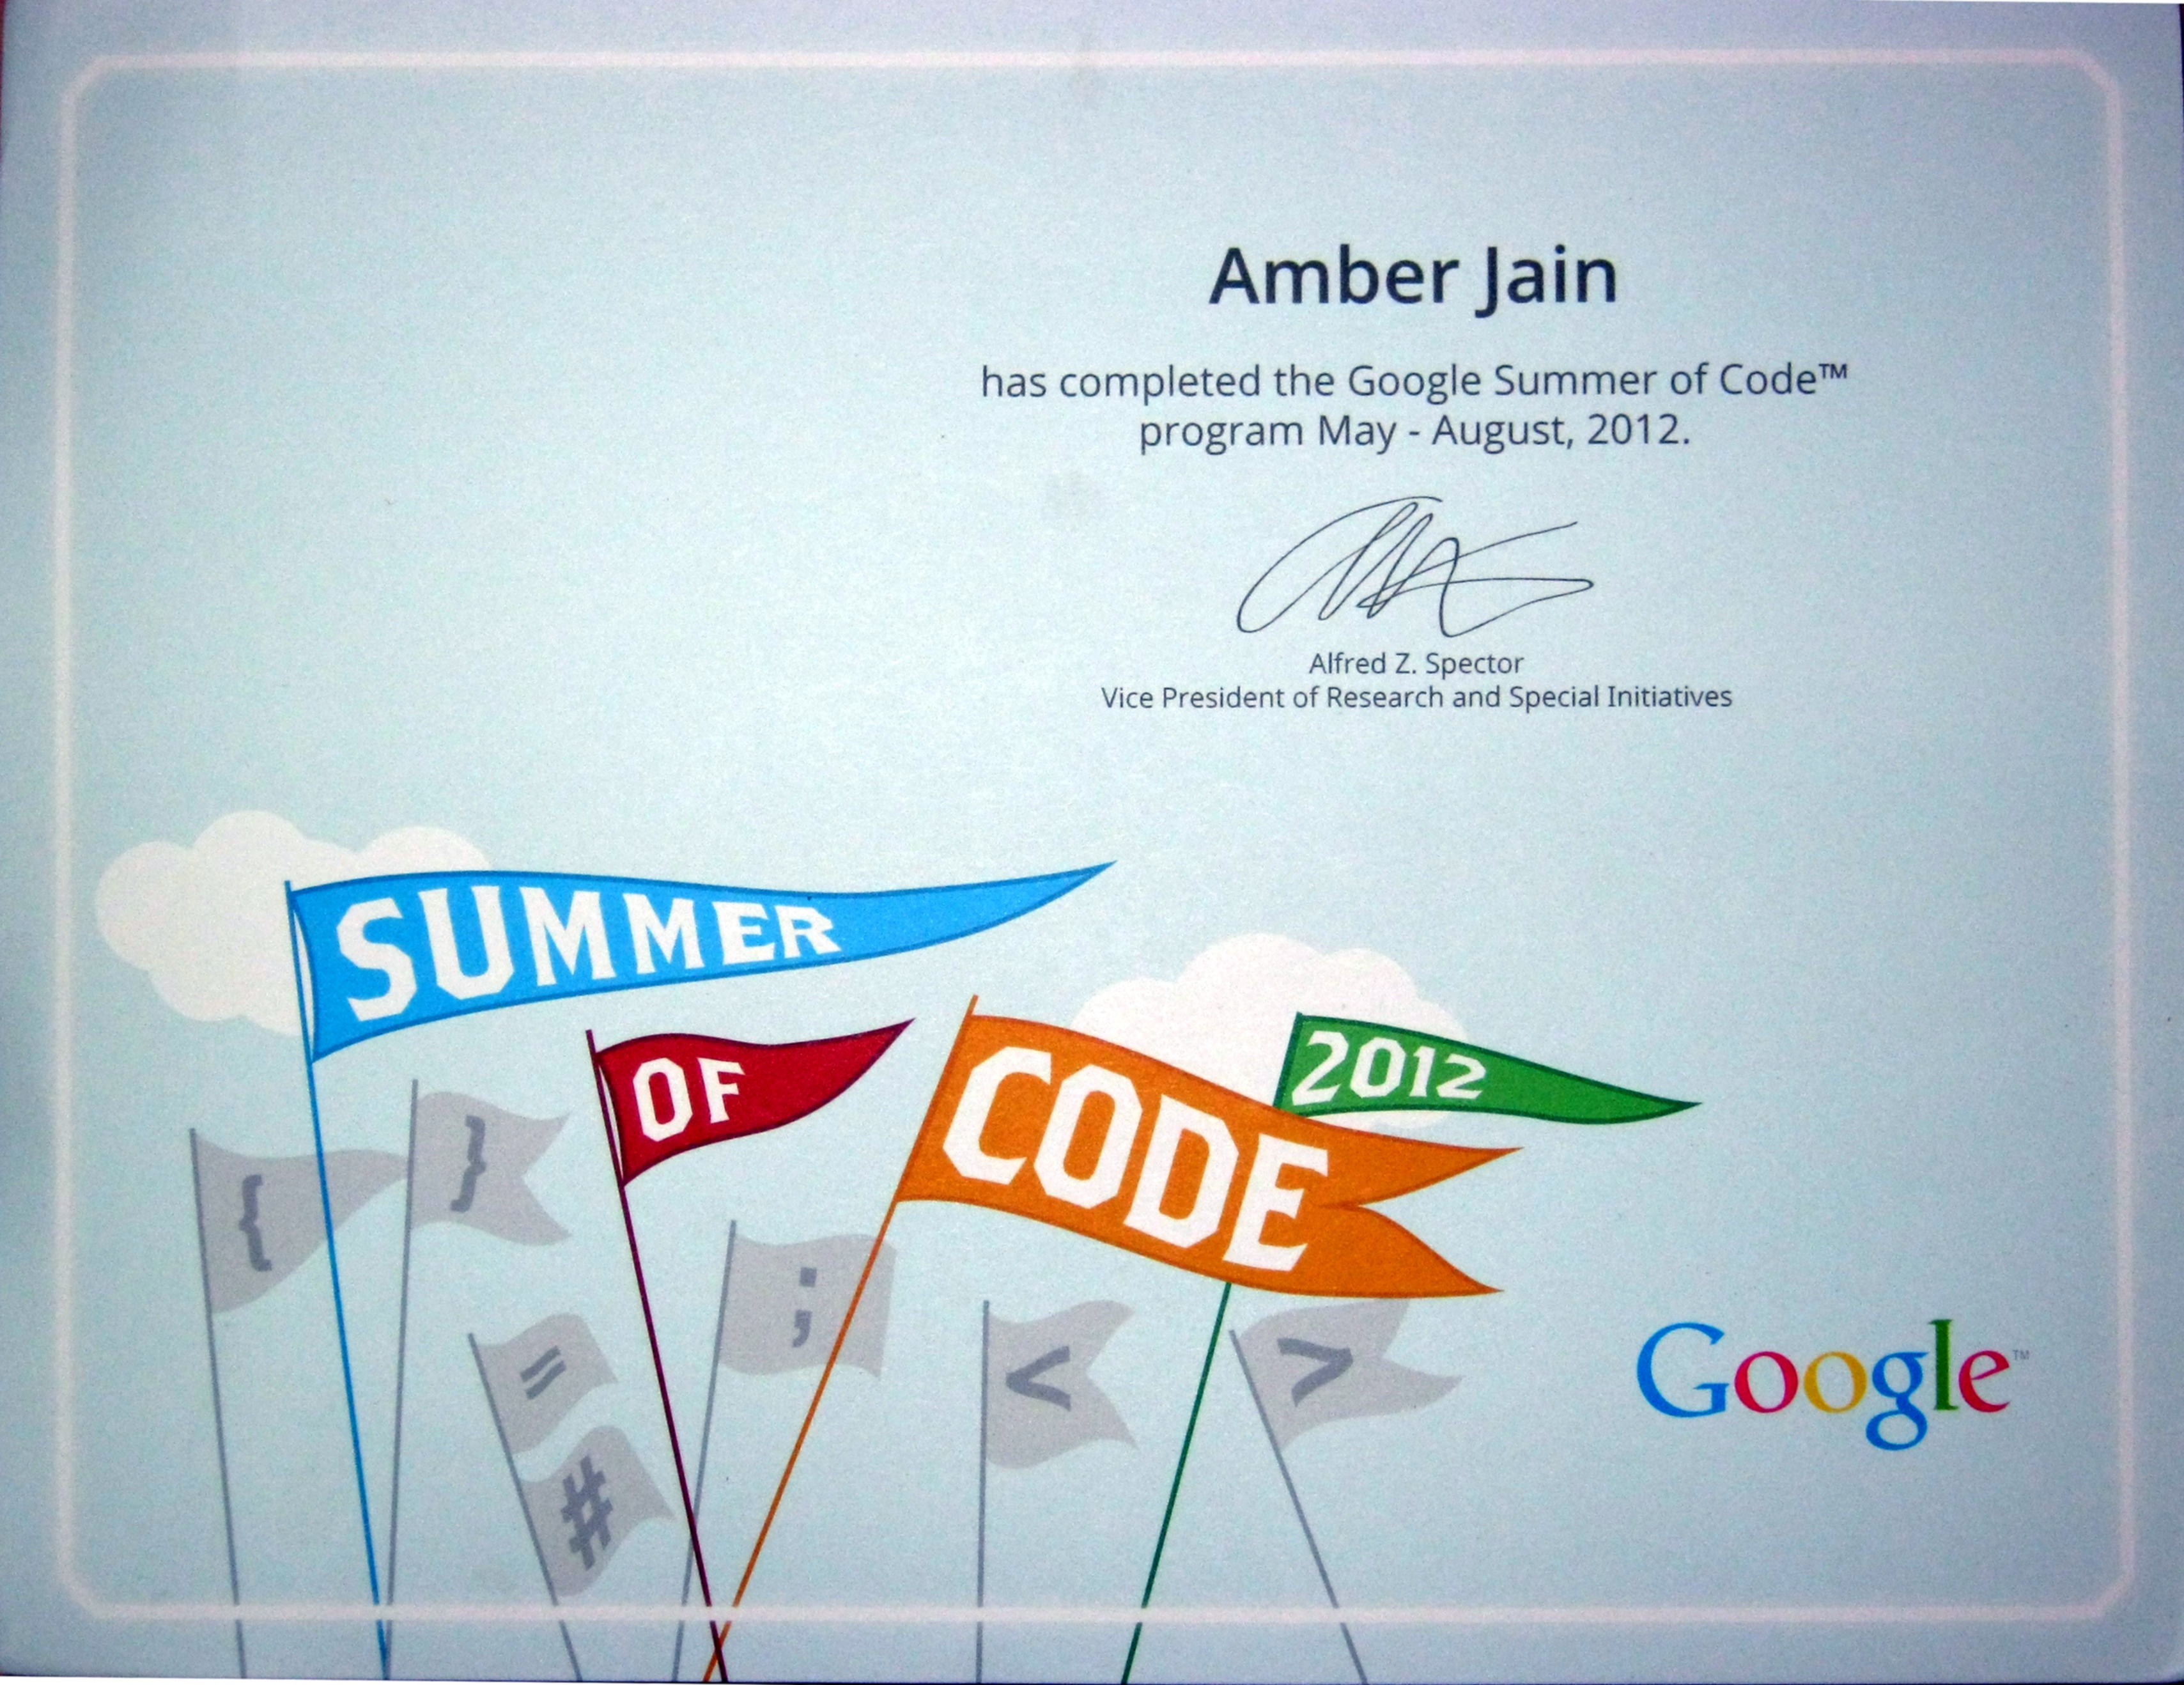 Amber Jain
has completed the Google Summer of Code™
program May - August, 2012.
Alfred Z. Spector
Vice President of Research and Special Initiatives
SUMMER
OF
CODE
2012
{
}
=
#
;
<
>
Google™